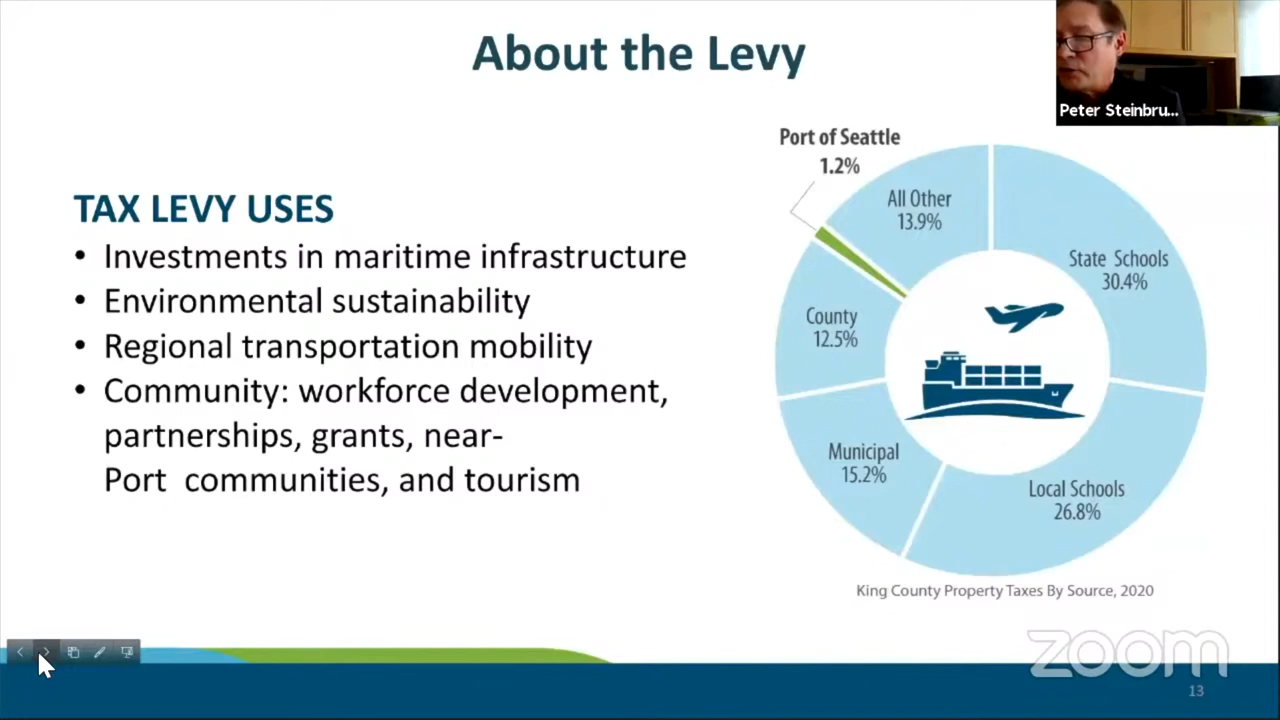 About the Levy
Peter Steinbru...
TAX LEVY USES
• Investments in maritime infrastructure
• Environmental sustainability
• Regional transportation mobility
• Community: workforce development,
partnerships, grants, near-
Port  communities, and tourism
Port of Seattle
1.2%
All Other
13.9%
State Schools
30.4%
County
12.5%
Municipal
15.2%
Local Schools
26.8%
King County Property Taxes By Source, 2020
zoom
13